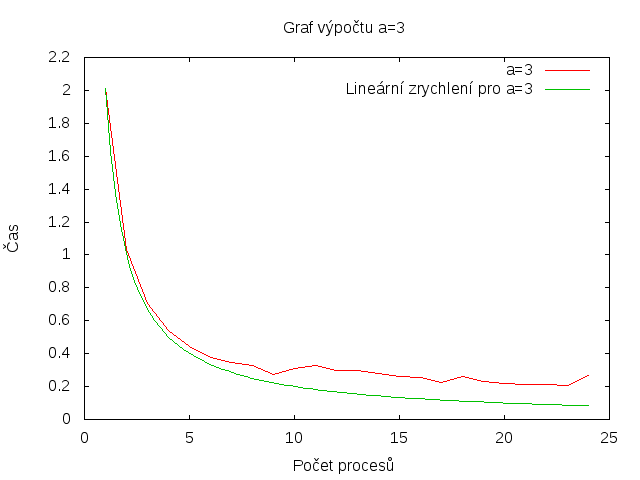 Graf výpočtu a=3
a=3
Lineární zrychlení pro a=3
2.2
2
1.8
1.6
1.4
1.2
1
0.8
0.6
0.4
0.2
0
Čas
0 5 10 15 20 25
Počet procesů